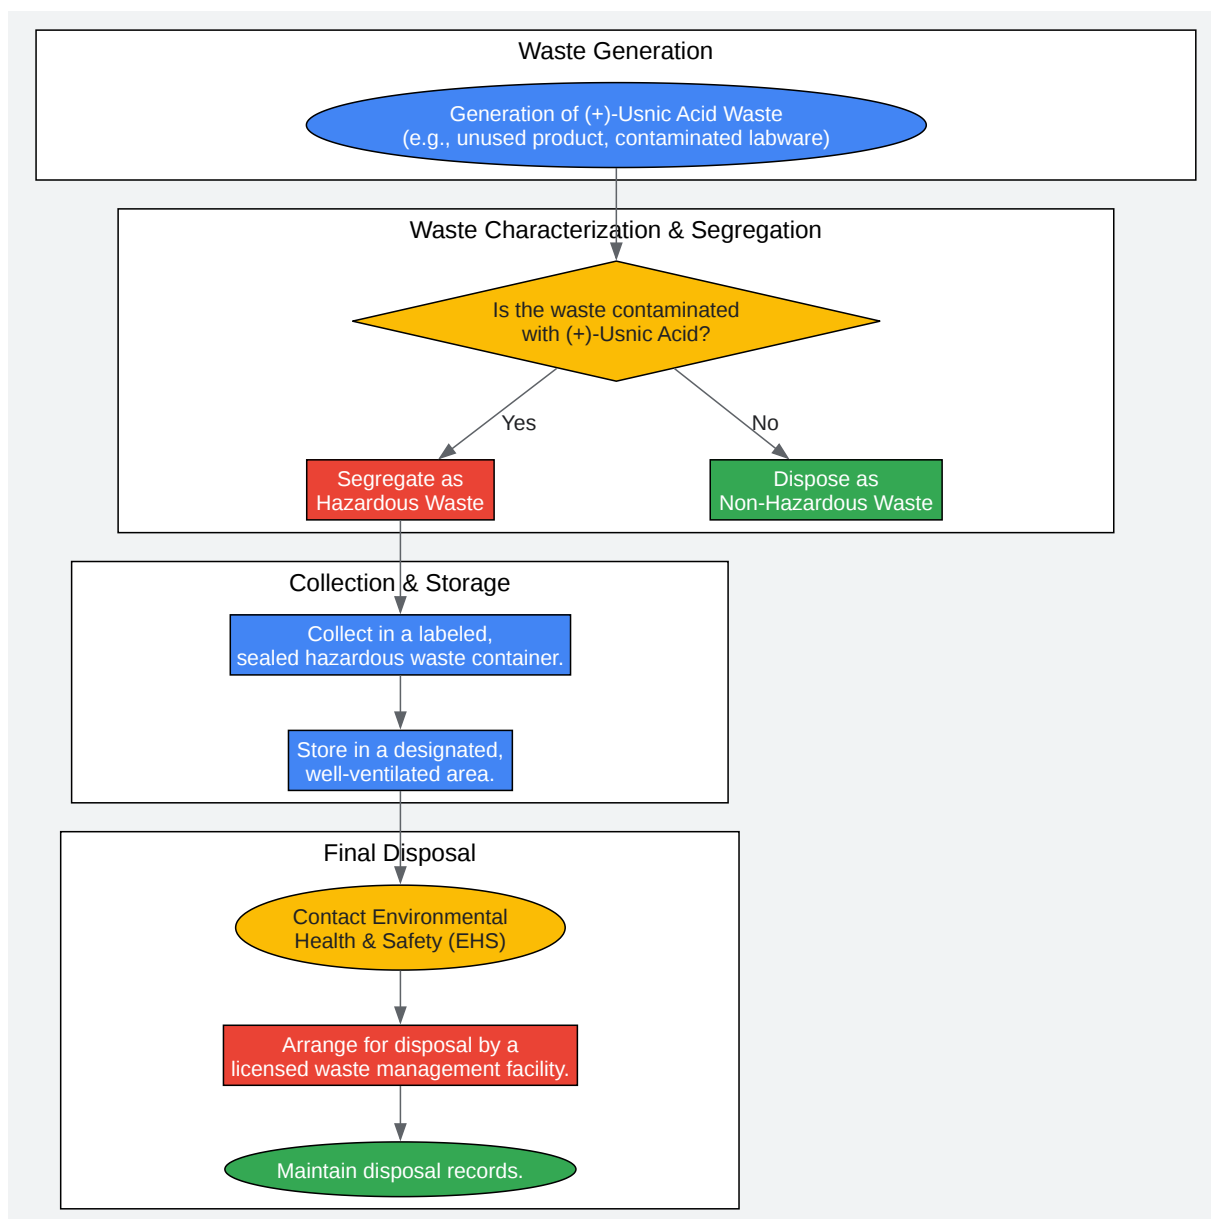 Waste Generation
Generation of (+)-Usnic Acid Waste
(e.g., unused product, contaminated labware)
Waste Characterization & Segregation
Is the waste contaminated
with (+)-Usnic Acid?
Yes
No
Segregate as
Hazardous Waste
Dispose as
Non-Hazardous Waste
Collection & Storage
Collect in a labeled,
sealed hazardous waste container.
Store in a designated,
well-ventilated area.
Final Disposal
Contact Environmental
Health & Safety (EHS)
Arrange for disposal by a
licensed waste management facility.
Maintain disposal records.